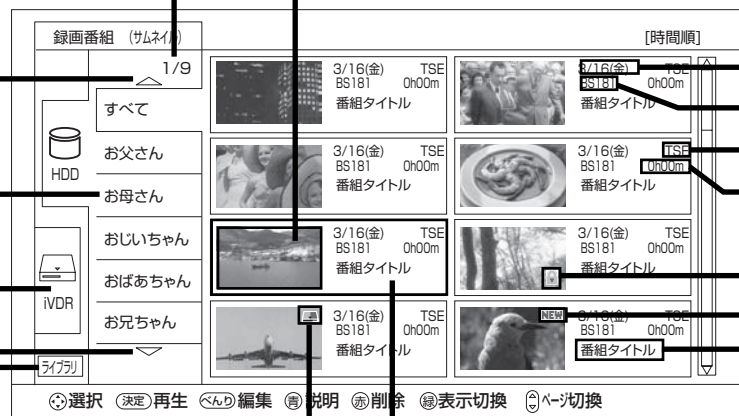 録画番組 (サムネイル)
[時間順]
1/9
すべて
お父さん
お母さん
おじいちゃん
おばあちゃん
お兄ちゃん
HDD
iVDR
ライブラリ
3/16(金) TSE
BS181 0h00m
番組タイトル
3/16(金) TSE
BS181 0h00m
番組タイトル
3/16(金) TSE
BS181 0h00m
番組タイトル
3/16(金) TSE
BS181 0h00m
番組タイトル
3/16(金) TSE
BS181 0h00m
番組タイトル
3/16(金) TSE
BS181 0h00m
番組タイトル
3/16(金) TSE
BS181 0h00m
番組タイトル
NEW
3/16(金) TSE
BS181 0h00m
番組タイトル
選択 決定 再生 べんり 編集 青 説明 赤 削除 緑 表示切換 ページ切換